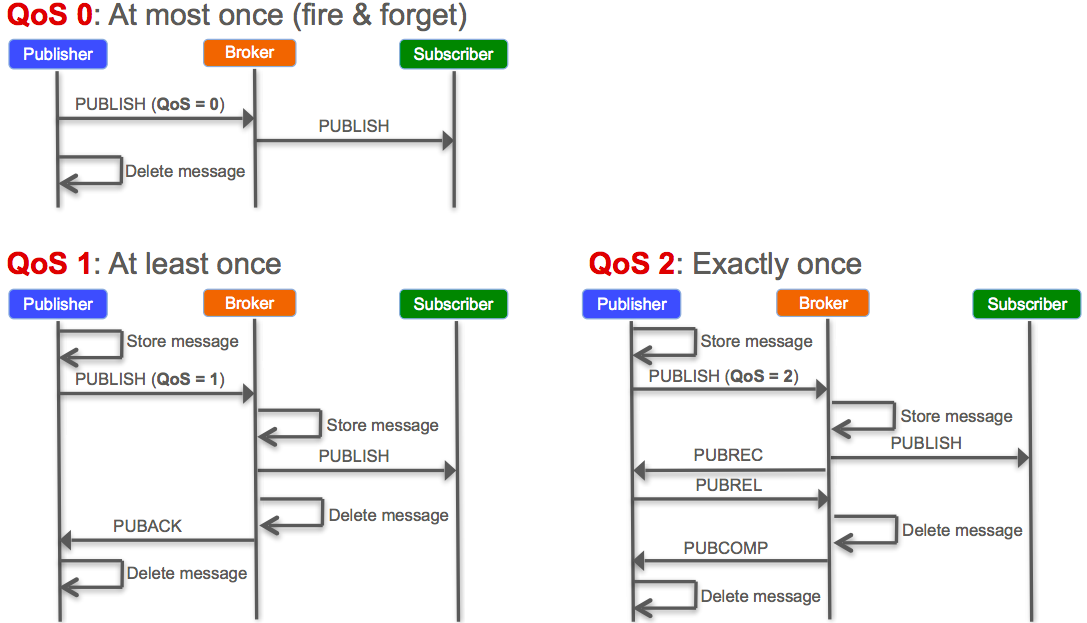 QoS 0: At most once (fire & forget)
Publisher
Broker
Subscriber
PUBLISH (QoS = 0)
PUBLISH
Delete message
QoS 1: At least once
Publisher
Broker
Subscriber
Store message
PUBLISH (QoS = 1)
Store message
PUBLISH
Delete message
PUBACK
Delete message
QoS 2: Exactly once
Publisher
Broker
Subscriber
Store message
PUBLISH (QoS = 2)
Store message
PUBLISH
PUBREC
PUBREL
Delete message
PUBCOMP
Delete message